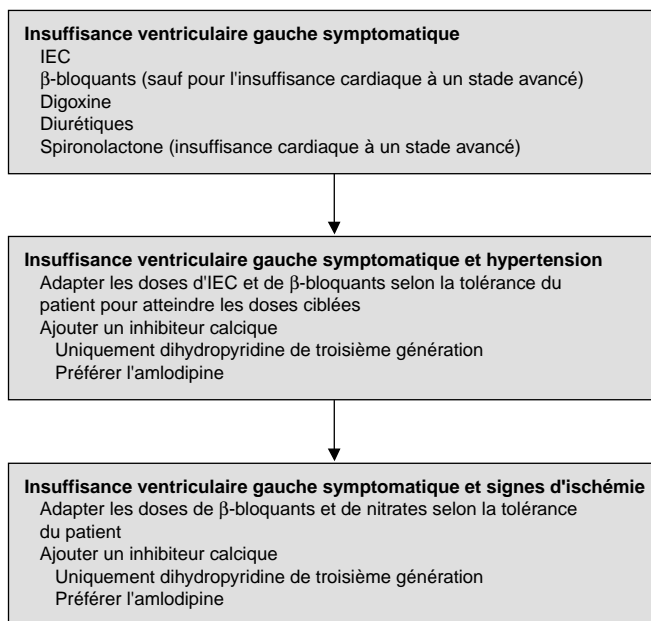 Insuffisance ventriculaire gauche symptomatique
IEC
β-bloquants (sauf pour l'insuffisance cardiaque à un stade avancé)
Digoxine
Diurétiques
Spironolactone (insuffisance cardiaque à un stade avancé)
Insuffisance ventriculaire gauche symptomatique et hypertension
Adapter les doses d'IEC et de β-bloquants selon la tolérance du
patient pour atteindre les doses ciblées
Ajouter un inhibiteur calcique
Uniquement dihydropyridine de troisième génération
Préférer l'amlodipine
Insuffisance ventriculaire gauche symptomatique et signes d'ischémie
Adapter les doses de β-bloquants et de nitrates selon la tolérance
du patient
Ajouter un inhibiteur calcique
Uniquement dihydropyridine de troisième génération
Préférer l'amlodipine